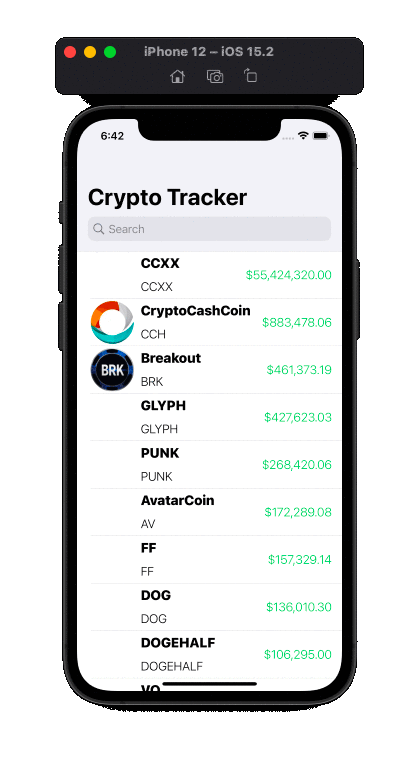 iPhone 12 – iOS 15.2
6:42
Crypto Tracker
Search
CCXX
$55,424,320.00
CCXX
CryptoCashCoin
$883,478.06
CCH
Breakout
BRK
$461,373.19
BRK
GLYPH
$427,623.03
GLYPH
PUNK
$268,420.06
PUNK
AvatarCoin
$172,289.08
AV
FF
$157,329.14
FF
DOG
$136,010.30
DOG
DOGEHALF
$106,295.00
DOGEHALF
VO